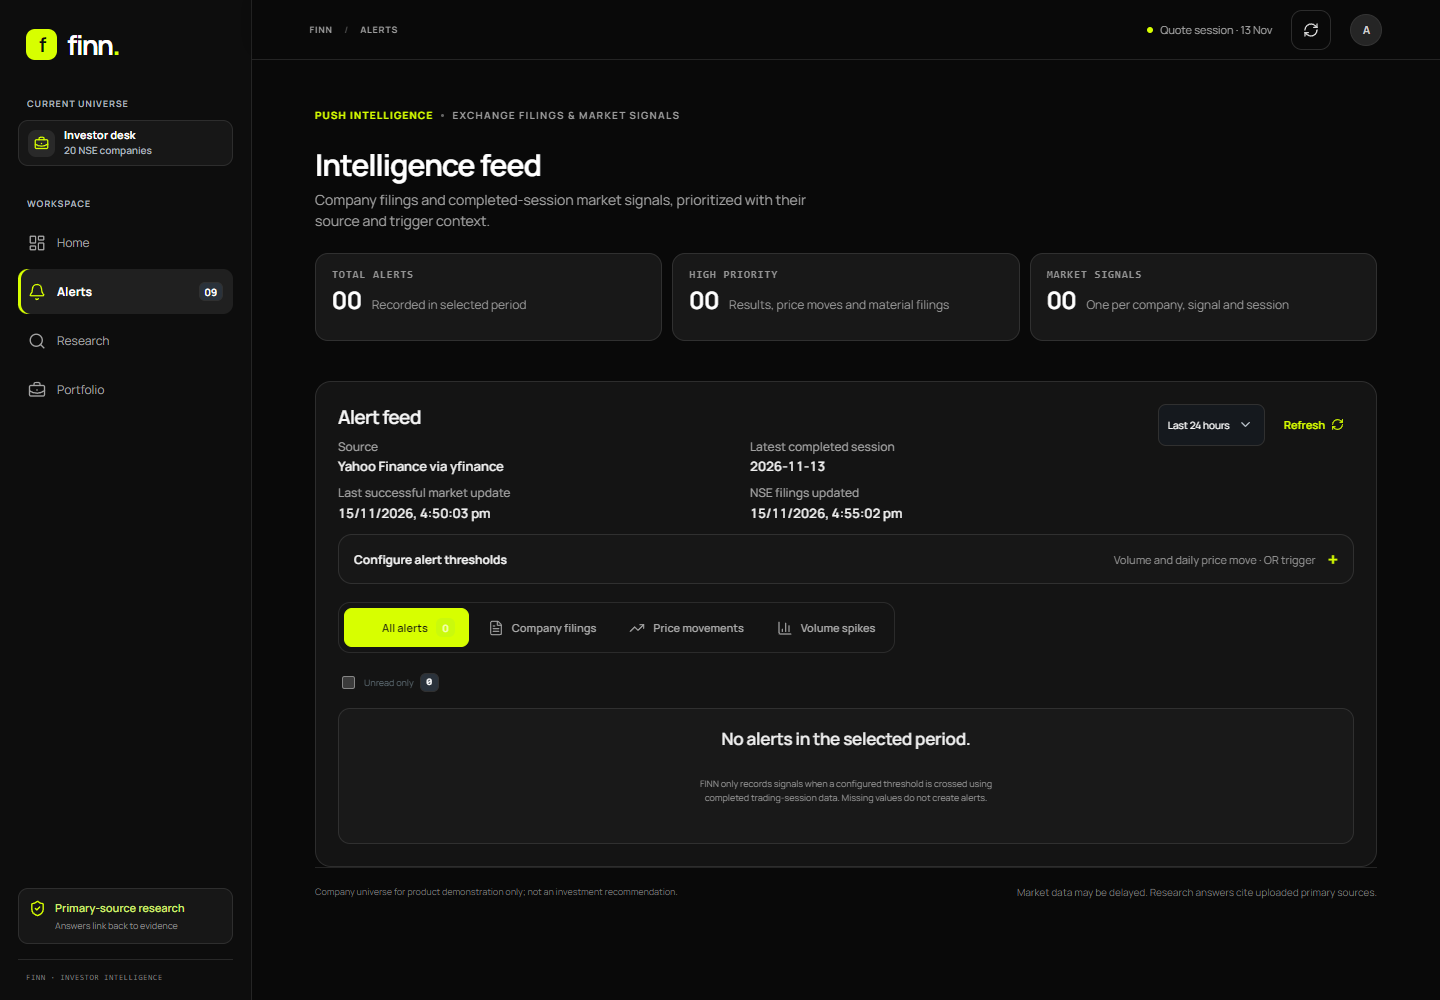 f finn.
FINN / ALERTS
Quote session · 13 Nov
A
CURRENT UNIVERSE
Investor desk
20 NSE companies
WORKSPACE
Home
Alerts 09
Research
Portfolio
PUSH INTELLIGENCE • EXCHANGE FILINGS & MARKET SIGNALS
Intelligence feed
Company filings and completed-session market signals, prioritized with their
source and trigger context.
TOTAL ALERTS
00 Recorded in selected period
HIGH PRIORITY
00 Results, price moves and material filings
MARKET SIGNALS
00 One per company, signal and session
Alert feed
Last 24 hours
Refresh
Source
Yahoo Finance via yfinance
Latest completed session
2026-11-13
Last successful market update
15/11/2026, 4:50:03 pm
NSE filings updated
15/11/2026, 4:55:02 pm
Configure alert thresholds
Volume and daily price move · OR trigger +
All alerts 0
Company filings
Price movements
Volume spikes
Unread only 0
No alerts in the selected period.
FINN only records signals when a configured threshold is crossed using
completed trading-session data. Missing values do not create alerts.
Primary-source research
Answers link back to evidence
FINN · INVESTOR INTELLIGENCE
Company universe for product demonstration only; not an investment recommendation.
Market data may be delayed. Research answers cite uploaded primary sources.